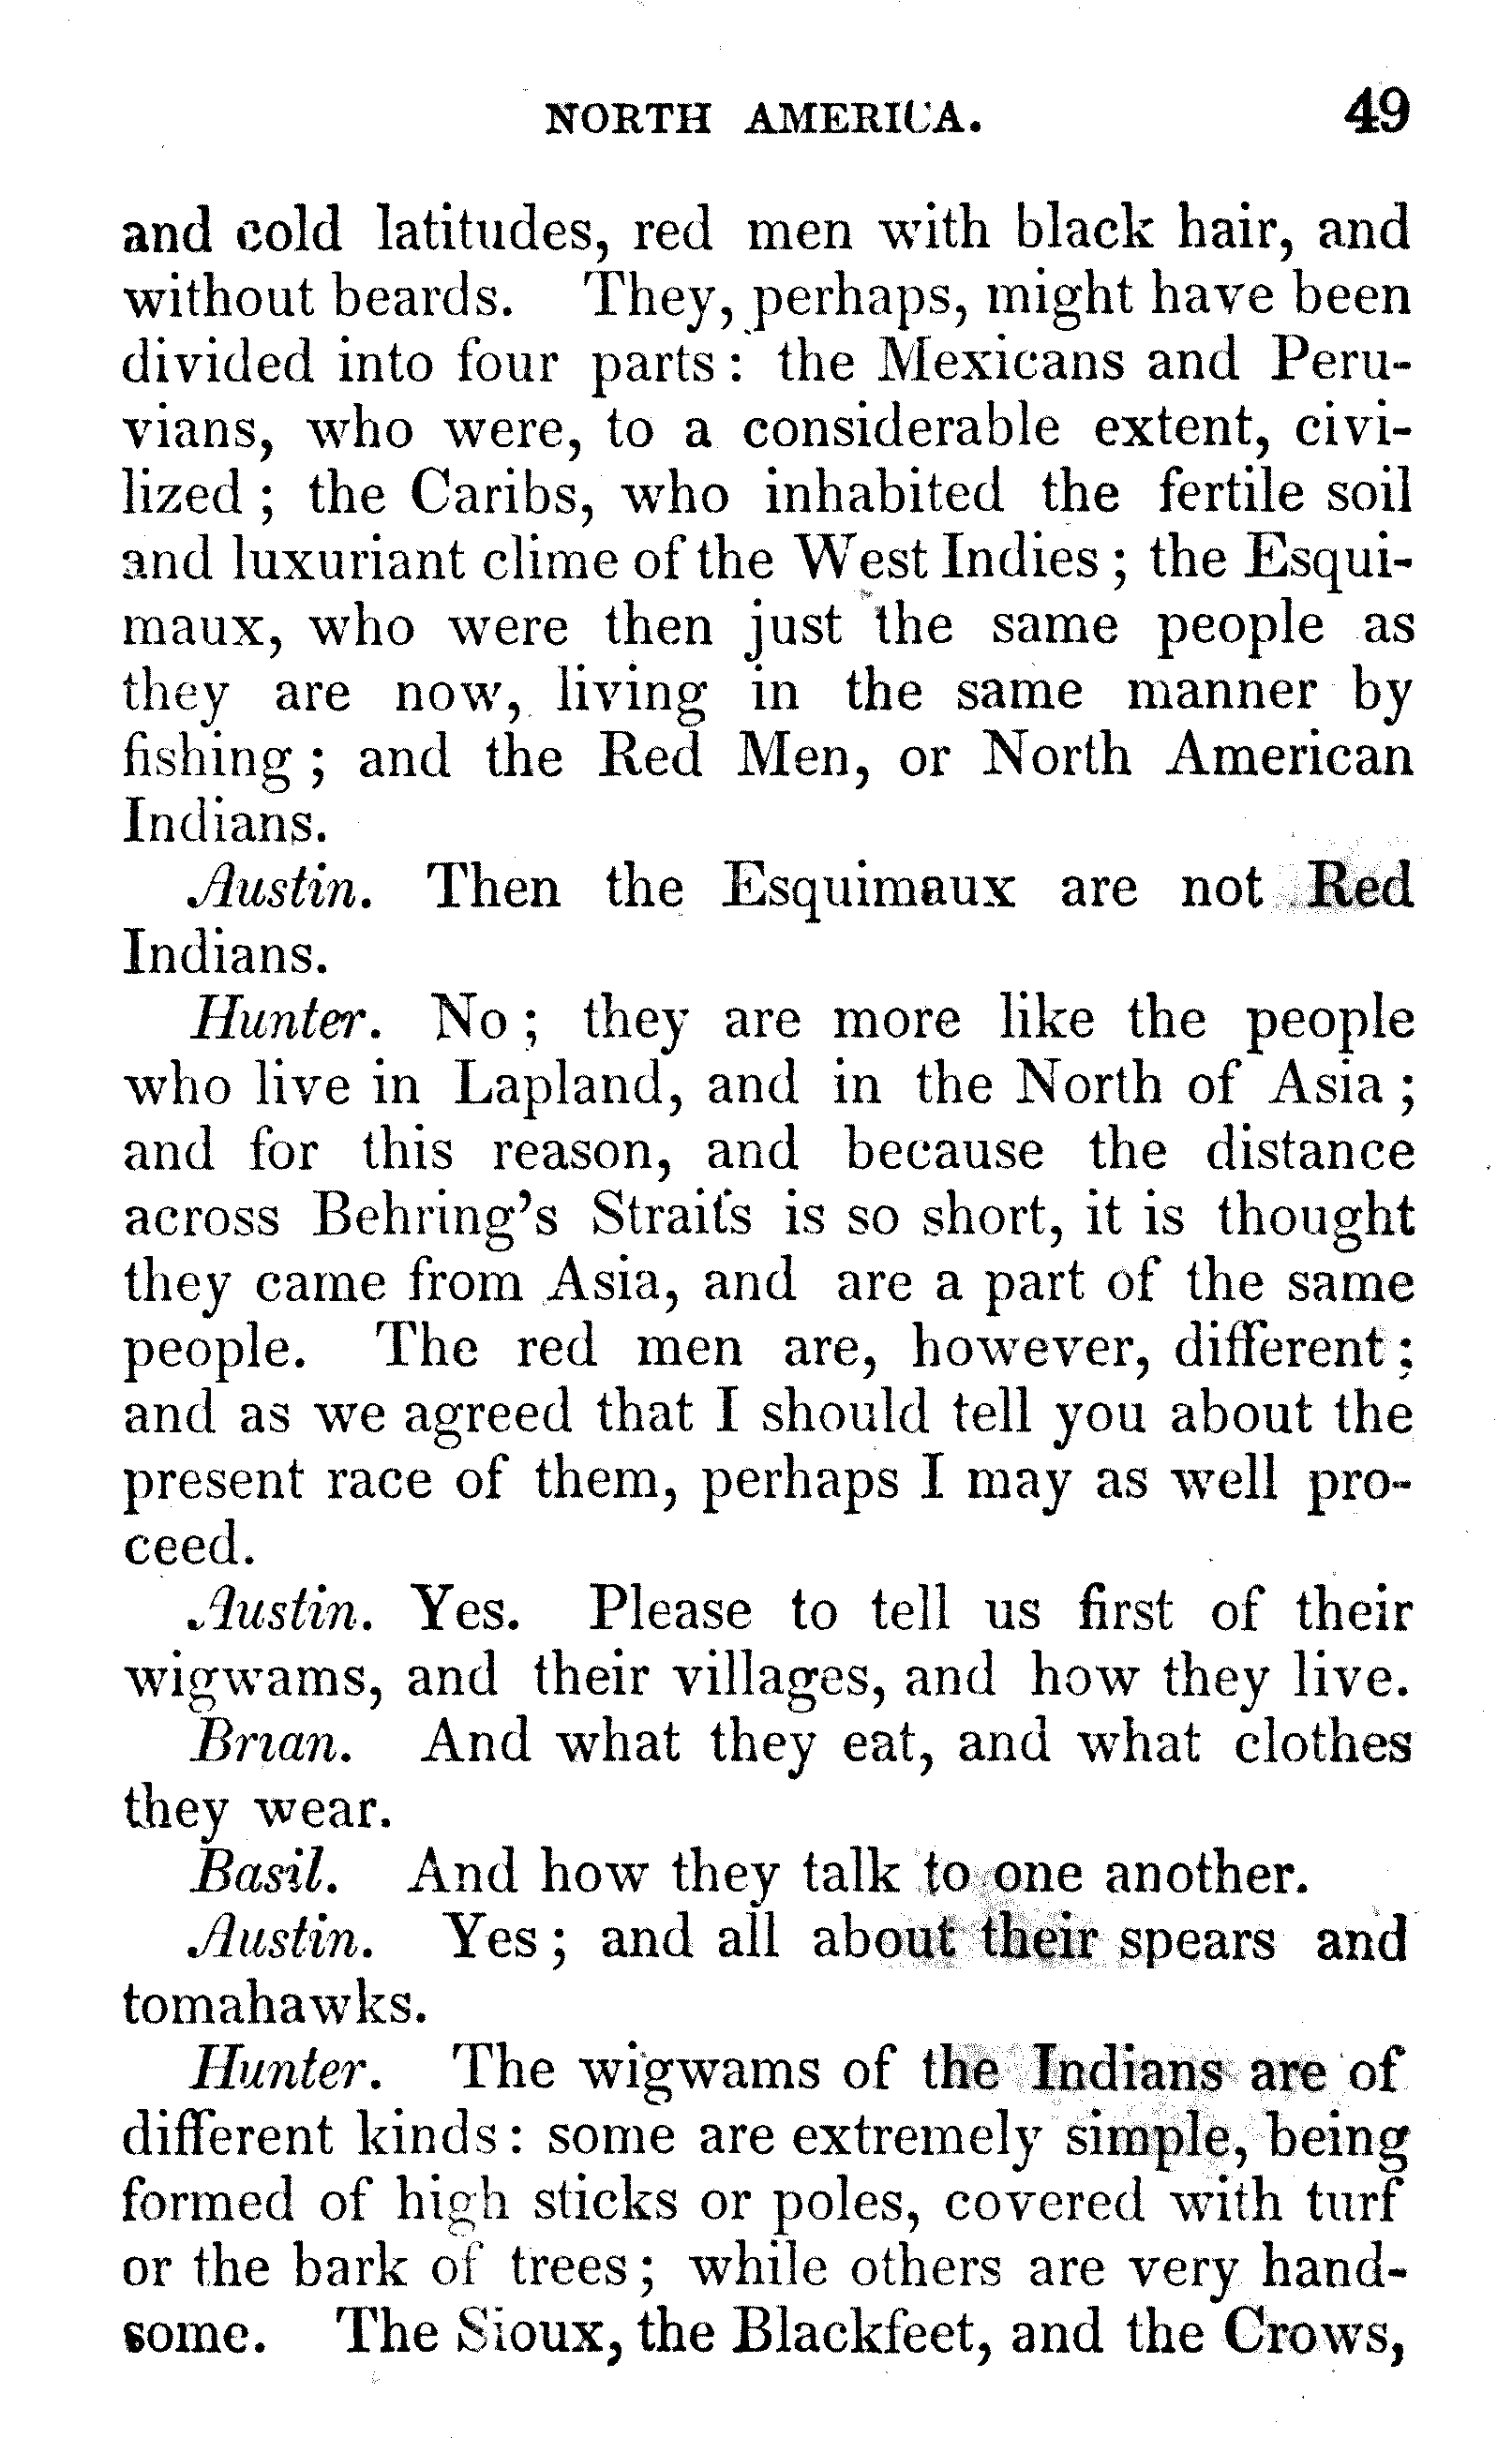 NORTH AMERICA. 49
and cold latitudes, red men with black hair, and
without beards. They, perhaps, might have been
divided into four parts: the Mexicans and Peru-
vians, who were, to a considerable extent, civi-
lized; the Caribs, who inhabited the fertile soil
and luxuriant clime of the West Indies; the Esqui-
maux, who were then just the same people as
they are now, living in the same manner by
fishing; and the Red Men, or North American
Indians.
Austin. Then the Esquimaux are not Red
Indians.
Hunter. No; they are more like the people
who live in Lapland, and in the North of Asia;
and for this reason, and because the distance
across Behring's Straits is so short, it is thought
they came from Asia, and are a part of the same
people. The red men are, however, different;
and as we agreed that I should tell you about the
present race of them, perhaps I may as well pro-
ceed.
Austin. Yes. Please to tell us first of their
wigwams, and their villages, and how they live.
Brian. And what they eat, and what clothes
they wear.
Basil. And how they talk to one another.
Austin. Yes; and all about their spears and
tomahawks.
Hunter. The wigwams of the Indians are of
different kinds: some are extremely simple, being
formed of high sticks or poles, covered with turf
or the bark of trees; while others are very hand-
some. The Sioux, the Blackfeet, and the Crows,